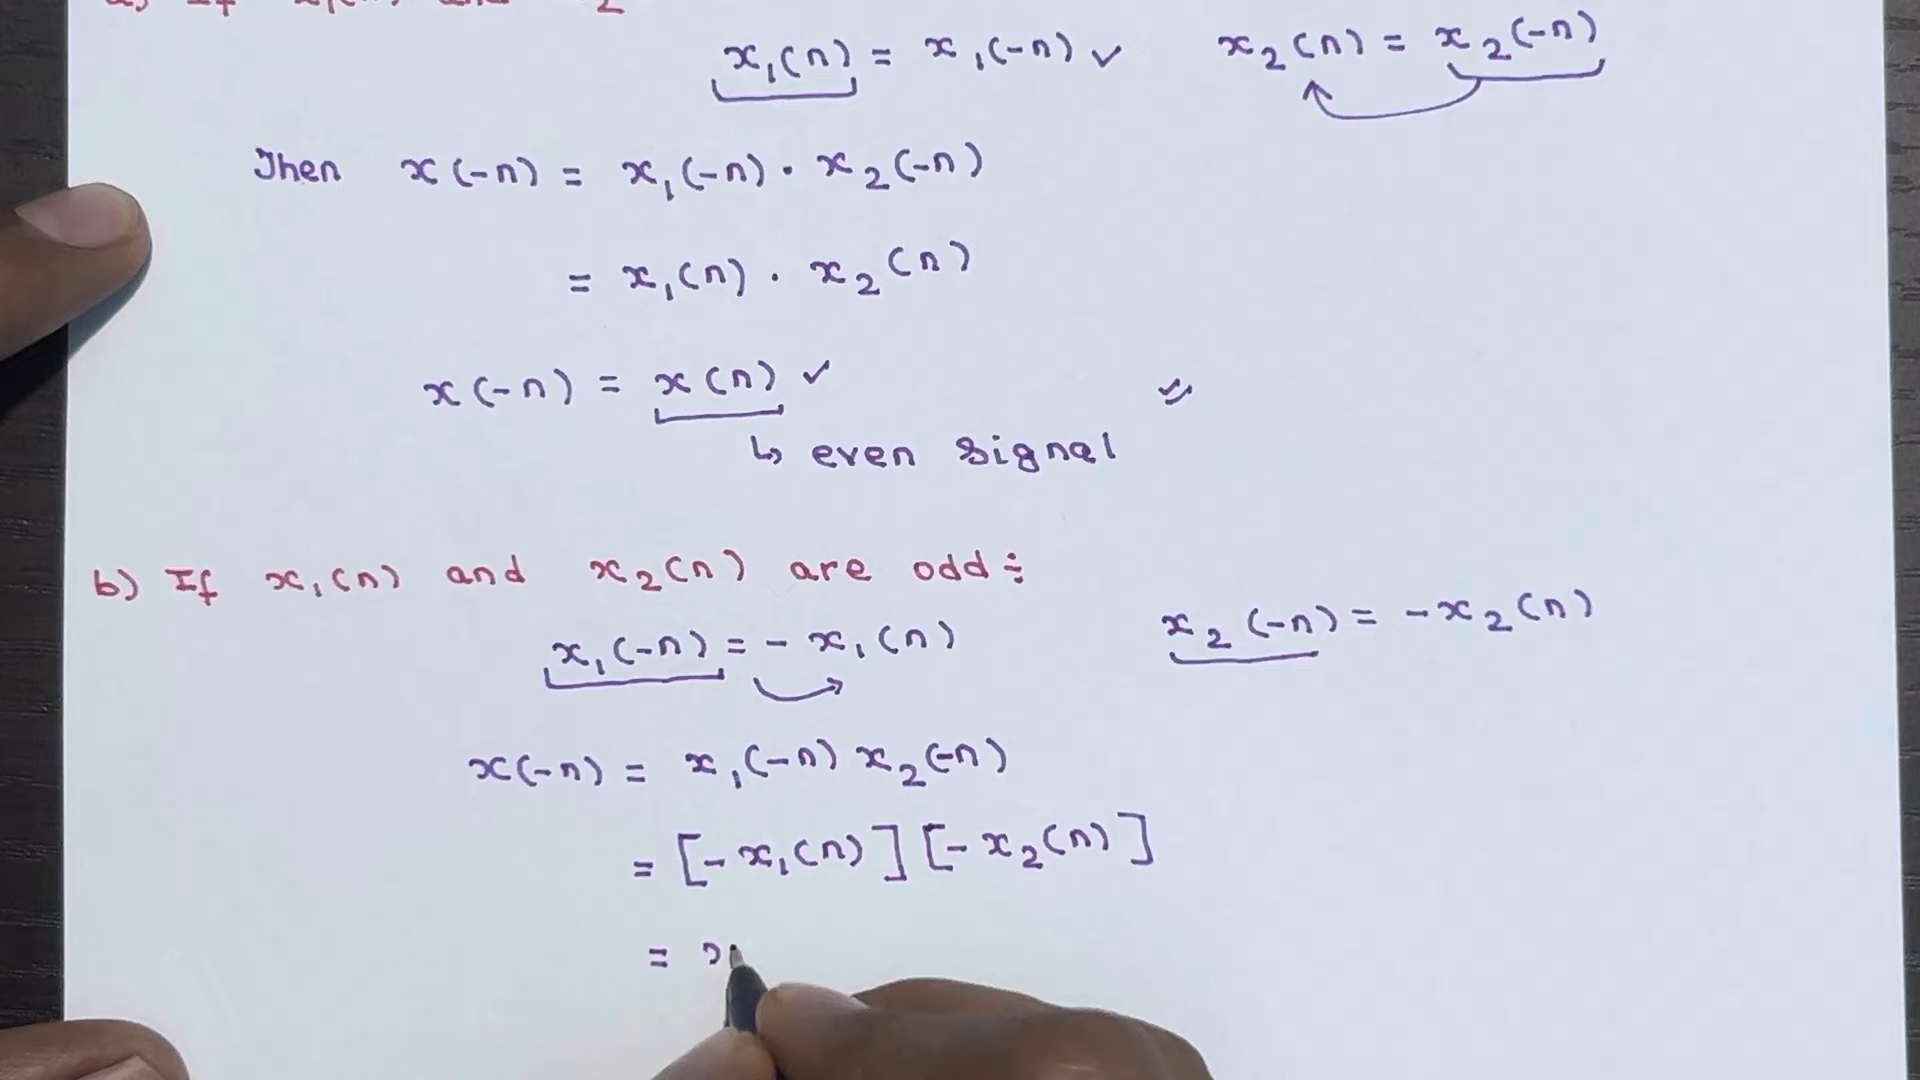 x₁(n) = x₁(-n) ✓ x₂(n) = x₂(-n)
Then x(-n) = x₁(-n) · x₂(-n)
= x₁(n) · x₂(n)
x(-n) = x(n) ✓
↳ even signal
b) If x₁(n) and x₂(n) are odd ÷
x₁(-n) = - x₁(n) x₂(-n) = -x₂(n)
x(-n) = x₁(-n) x₂(-n)
= [- x₁(n)] [- x₂(n)]
=